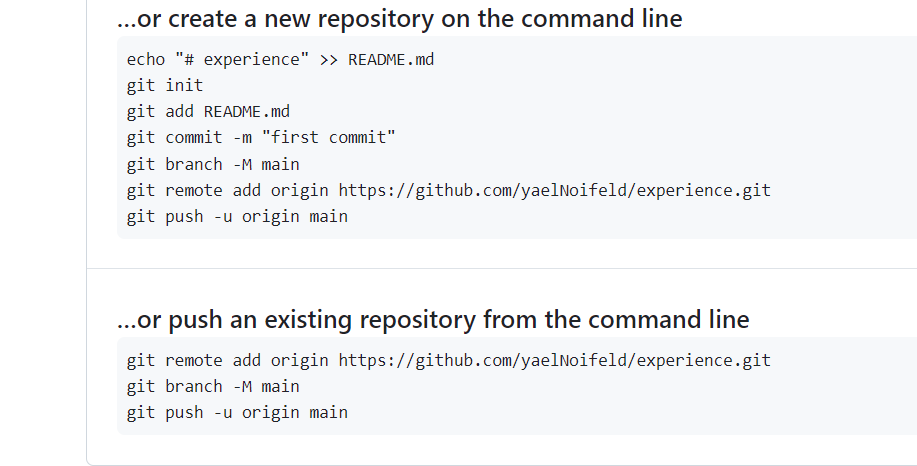 ...or create a new repository on the command line
echo "# experience" >> README.md
git init
git add README.md
git commit -m "first commit"
git branch -M main
git remote add origin https://github.com/yaelNoifeld/experience.git
git push -u origin main
...or push an existing repository from the command line
git remote add origin https://github.com/yaelNoifeld/experience.git
git branch -M main
git push -u origin main